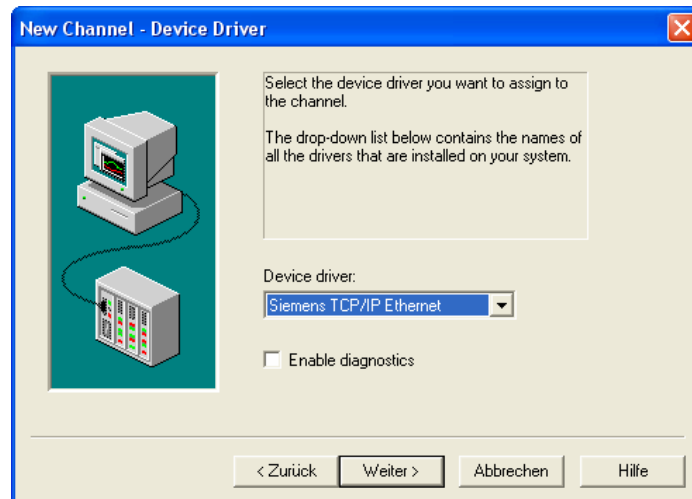 New Channel - Device Driver
Select the device driver you want to assign to
the channel.
The drop-down list below contains the names of
all the drivers that are installed on your system.
Device driver:
Siemens TCP/IP Ethernet
Enable diagnostics
< Zurück
Weiter >
Abbrechen
Hilfe